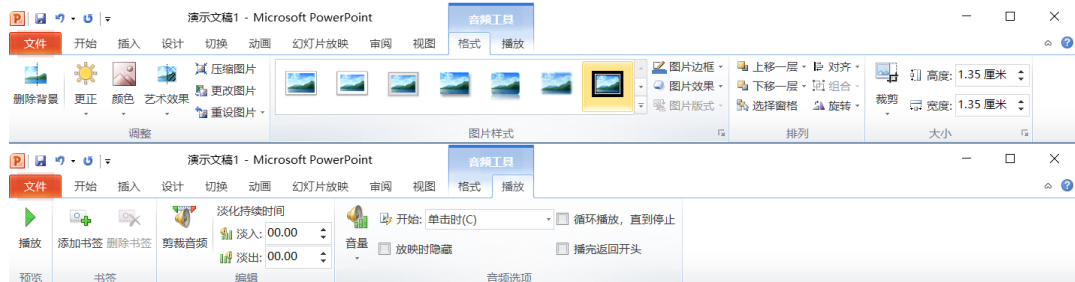 演示文稿1 - Microsoft PowerPoint 音频工具
文件 开始 插入 设计 切换 动画 幻灯片放映 审阅 视图 格式 播放
删除背景 更正 颜色 艺术效果 压缩图片 更改图片 重设图片
图片边框 图片效果 图片版式
上移一层 对齐 下移一层 组合 选择窗格 旋转
裁剪 高度: 1.35 厘米 宽度: 1.35 厘米
调整 图片样式 排列 大小
演示文稿1 - Microsoft PowerPoint 音频工具
文件 开始 插入 设计 切换 动画 幻灯片放映 审阅 视图 格式 播放
播放 添加书签 删除书签 剪裁音频
淡化持续时间
淡入: 00.00
淡出: 00.00
音量 开始: 单击时(C) 循环播放，直到停止
放映时隐藏 播完返回开头
预览 书签 编辑 音频选项